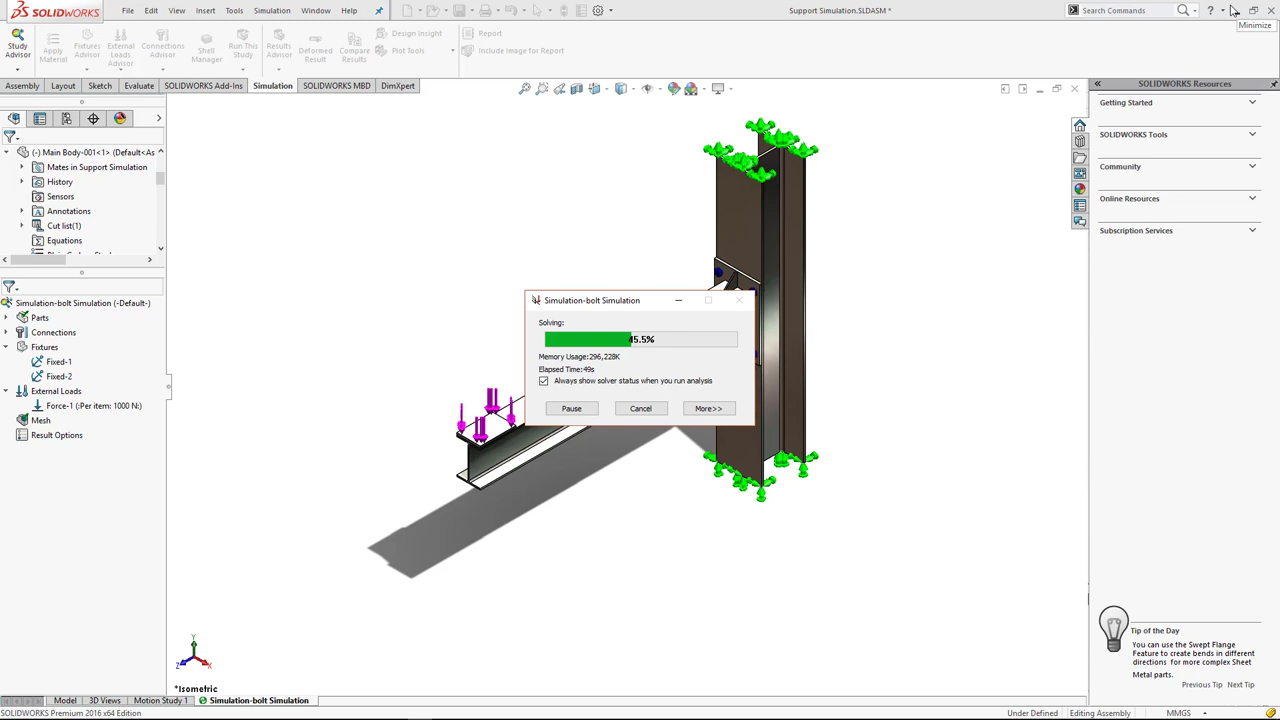 SOLIDWORKS File Edit View Insert Tools Simulation Window Help Support Simulation.SLDASM * Search Commands
Minimize
Study Advisor
Apply Material
Fixtures Advisor
External Loads Advisor
Connections Advisor
Shell Manager
Run This Study
Results Advisor
Deformed Result
Compare Results
Design Insight
Plot Tools
Report
Include Image for Report
Assembly Layout Sketch Evaluate SOLIDWORKS Add-Ins Simulation SOLIDWORKS MBD DimXpert
(-) Main Body-001<1> (Default<As
Mates in Support Simulation
History
Sensors
Annotations
Cut list(1)
Equations
Simulation-bolt Simulation (-Default-)
Parts
Connections
Fixtures
Fixed-1
Fixed-2
External Loads
Force-1 (:Per item: 1000 N:)
Mesh
Result Options
Simulation-bolt Simulation
Solving:
45.5%
Memory Usage:296,228K
Elapsed Time:49s
Always show solver status when you run analysis
Pause Cancel More>>
SOLIDWORKS Resources
Getting Started
SOLIDWORKS Tools
Community
Online Resources
Subscription Services
Tip of the Day
You can use the Swept Flange
Feature to create bends in different
directions for more complex Sheet
Metal parts.
Previous Tip Next Tip
Y
Z
X
*Isometric
Model 3D Views Motion Study 1 Simulation-bolt Simulation
SOLIDWORKS Premium 2016 x64 Edition Under Defined Editing Assembly MMGS